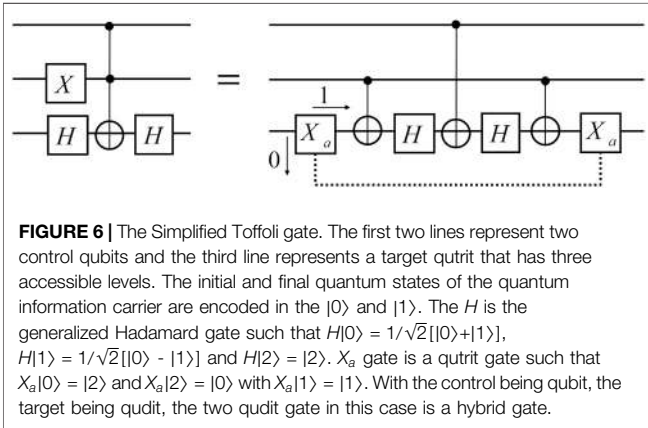 X
H
H
=
1
X a
H
H
X a
0
FIGURE 6 | The Simplified Toffoli gate. The first two lines represent two
control qubits and the third line represents a target qutrit that has three
accessible levels. The initial and final quantum states of the quantum
information carrier are encoded in the |0⟩ and |1⟩. The H is the
generalized Hadamard gate such that H|0⟩ = 1/√2[|0⟩+|1⟩],
H|1⟩ = 1/√2[|0⟩ - |1⟩] and H|2⟩ = |2⟩. Xa gate is a qutrit gate such that
Xa|0⟩ = |2⟩ and Xa|2⟩ = |0⟩ with Xa|1⟩ = |1⟩. With the control being qubit, the
target being qudit, the two qudit gate in this case is a hybrid gate.